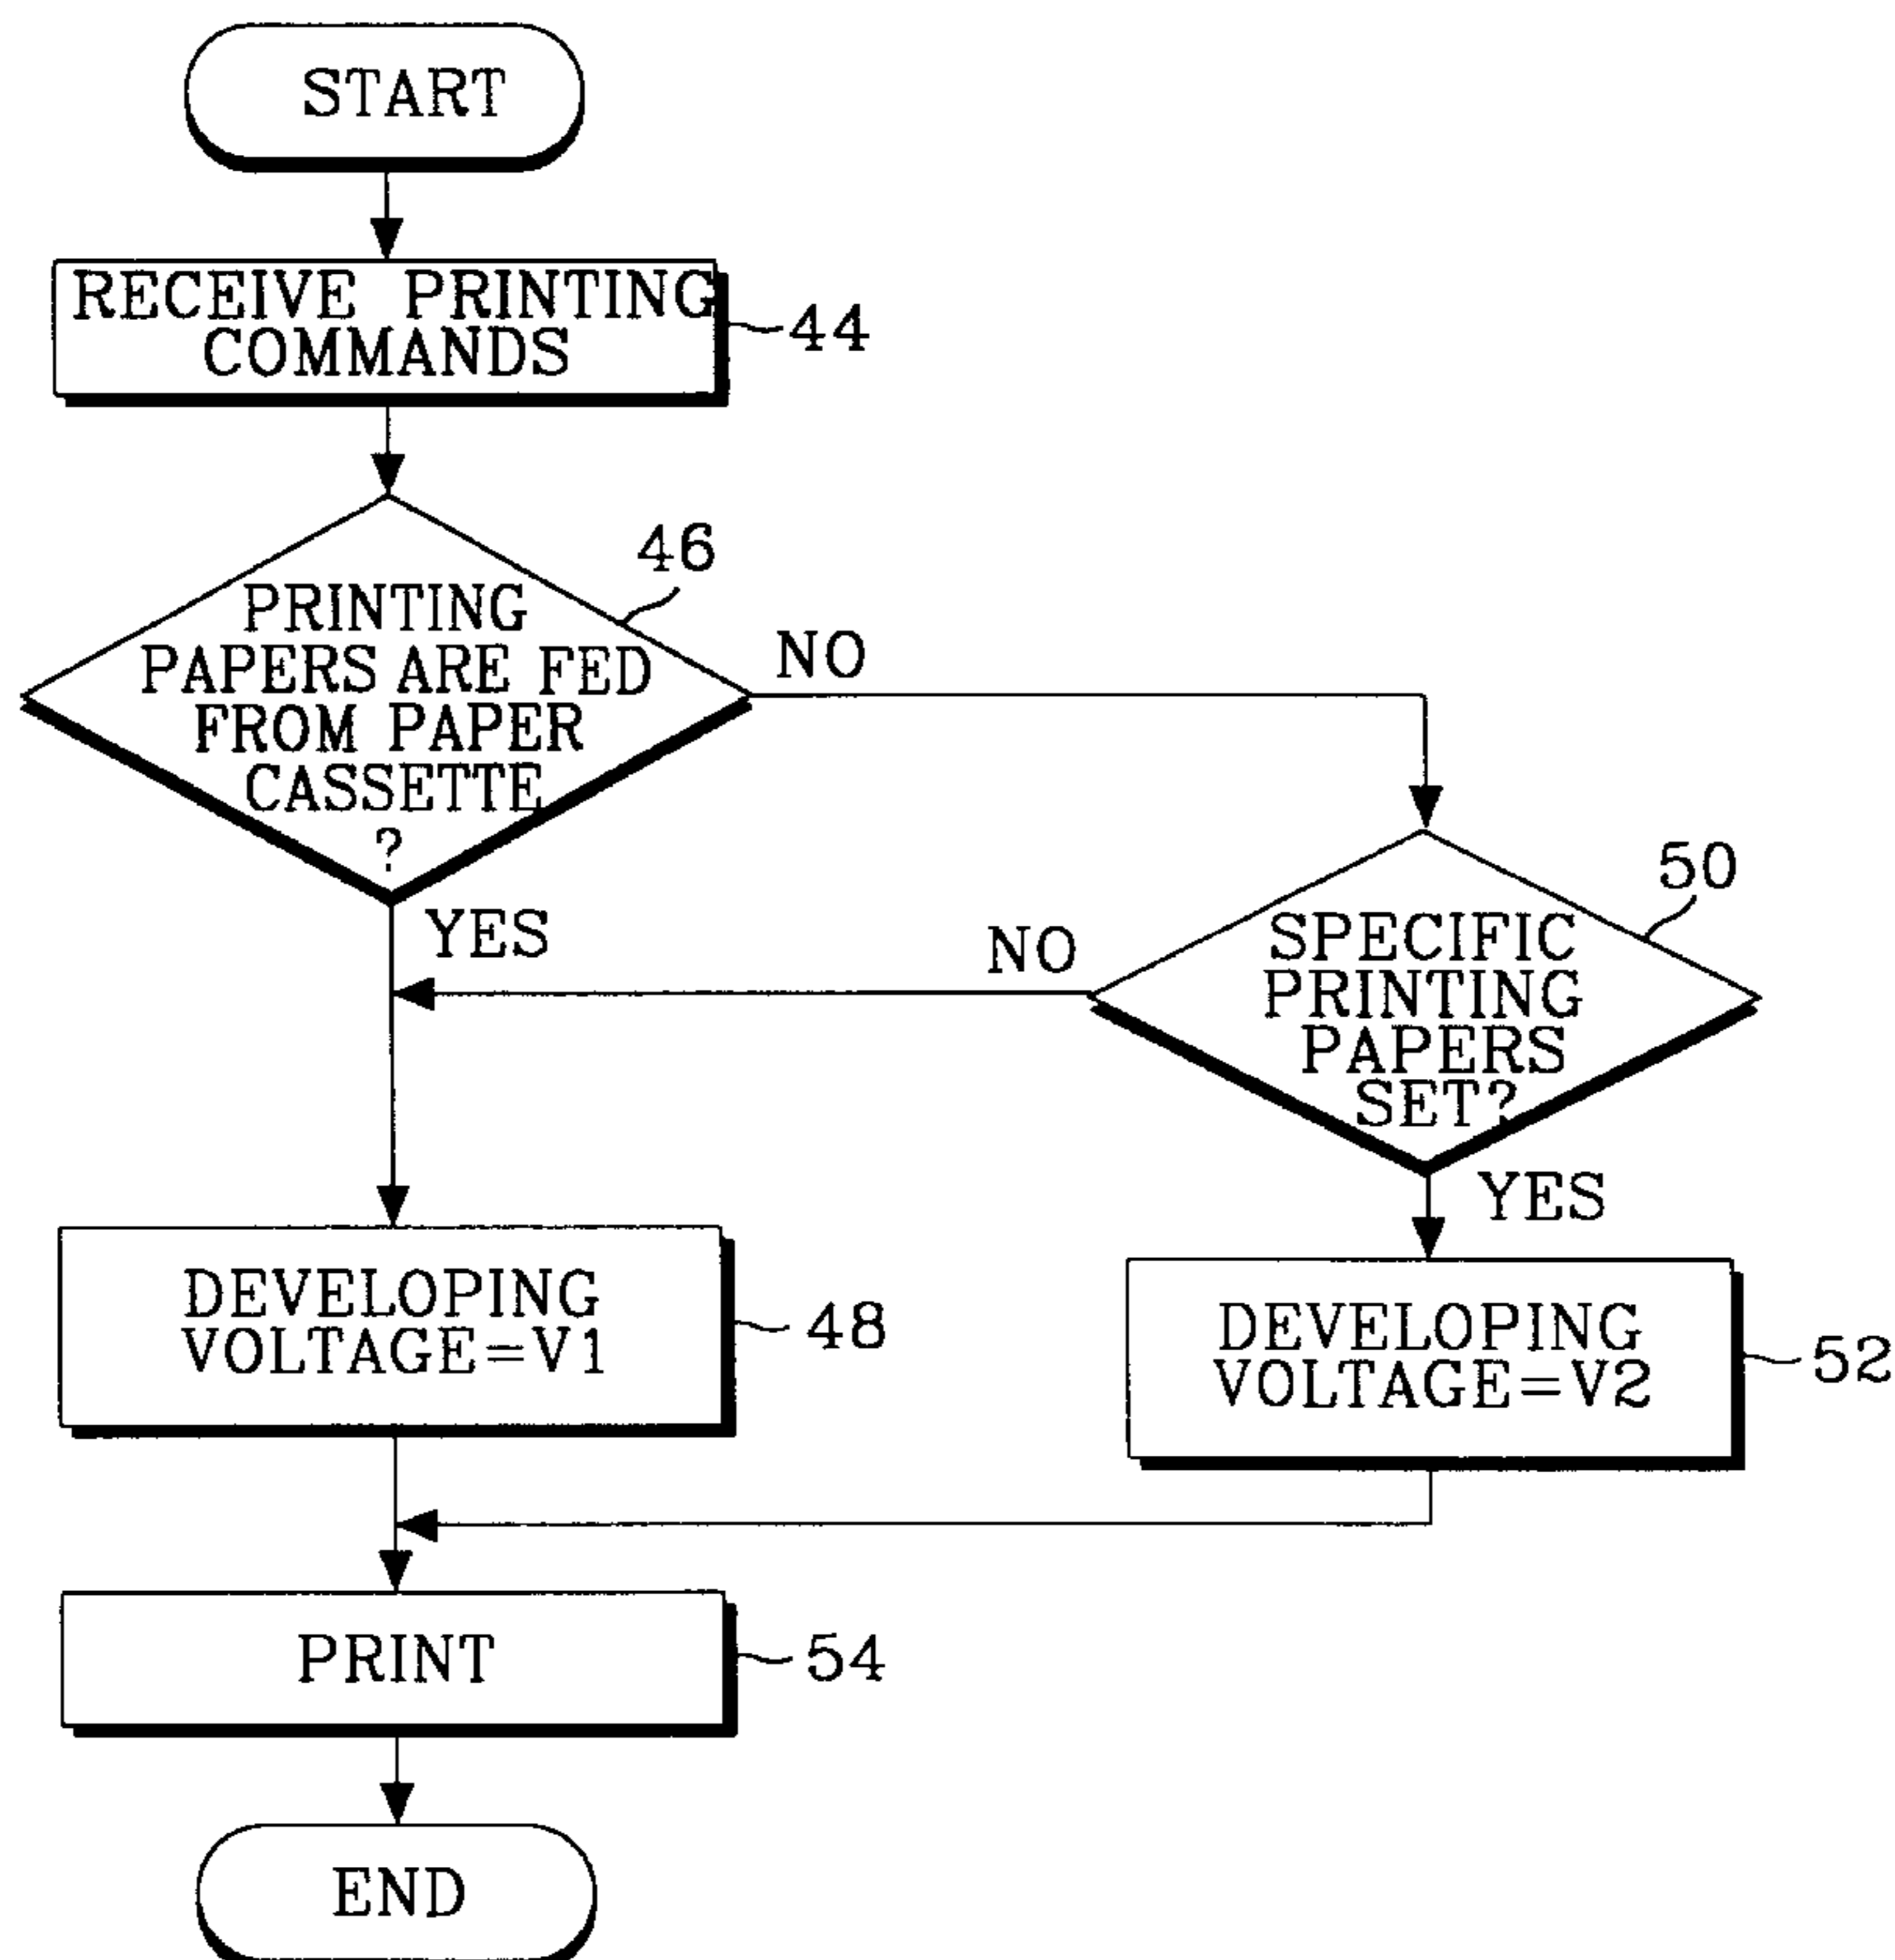 START
RECEIVE PRINTING
COMMANDS
44
46
PRINTING
PAPERS ARE FED
FROM PAPER
CASSETTE
?
NO
YES
50
SPECIFIC
PRINTING
PAPERS
SET?
NO
YES
DEVELOPING
VOLTAGE=V1
48
DEVELOPING
VOLTAGE=V2
52
PRINT
54
END